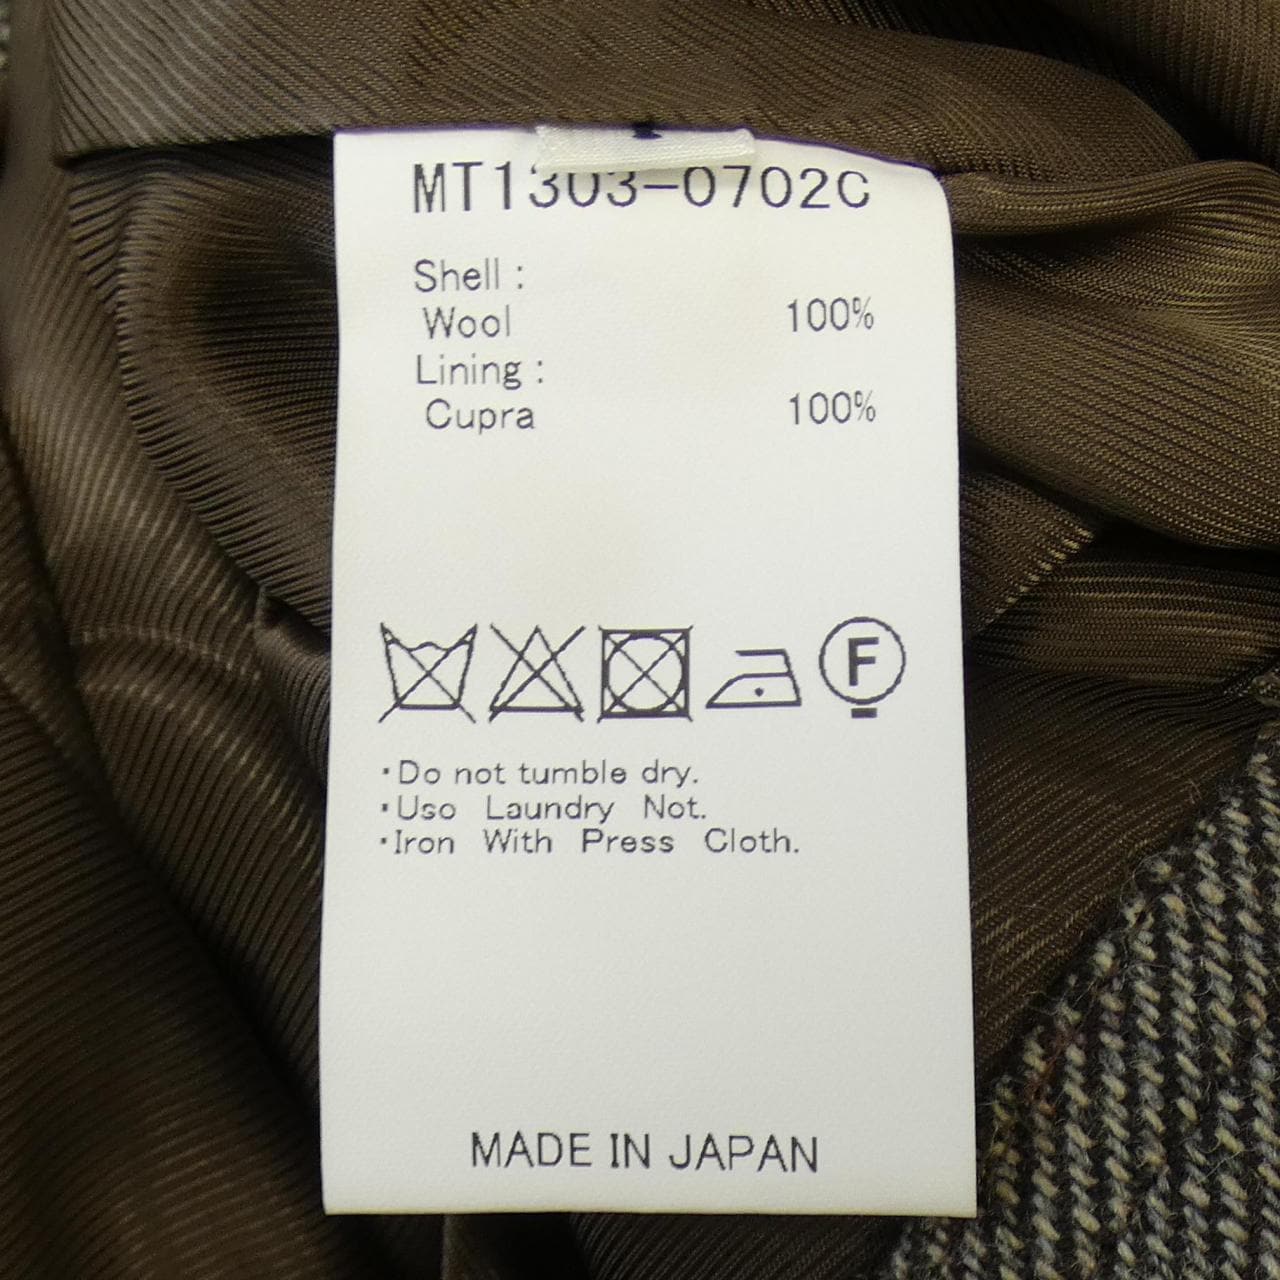 MT1303-0702C
Shell :
Wool 100%
Lining :
Cupra 100%
F
·Do not tumble dry.
·Uso Laundry Not.
·Iron With Press Cloth.
MADE IN JAPAN